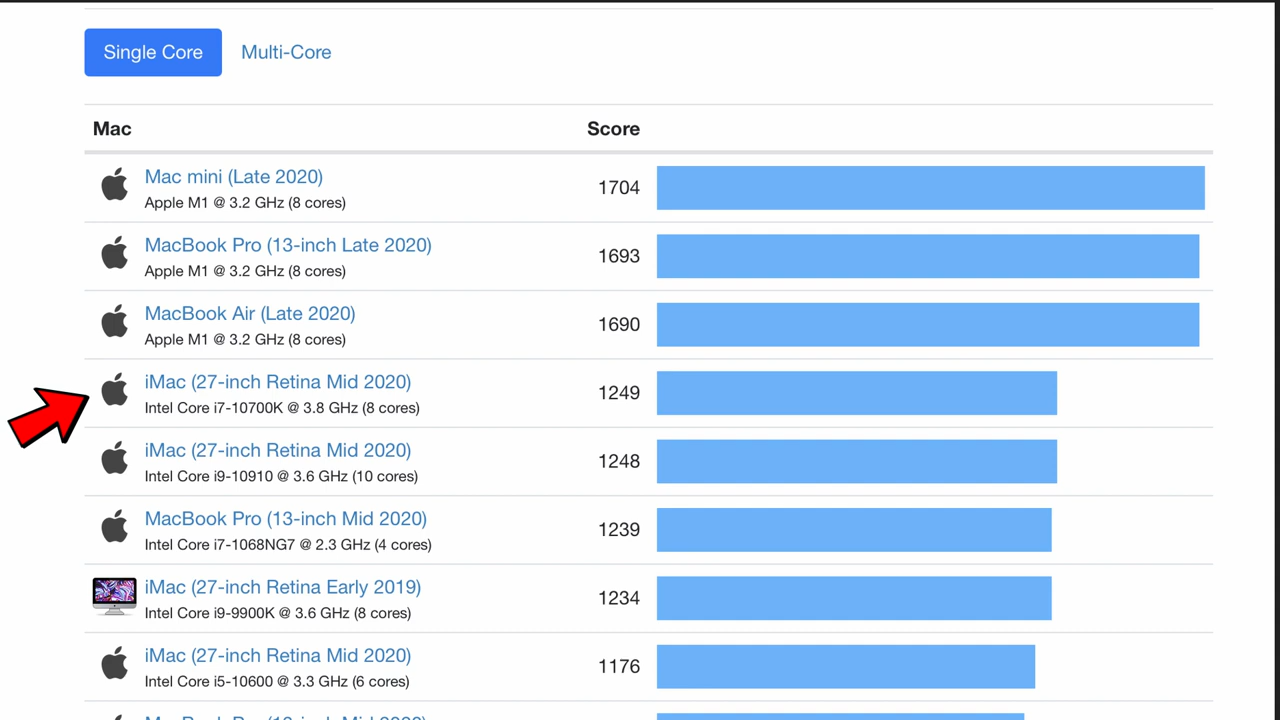 Single Core
Multi-Core
Mac
Score
Mac mini (Late 2020)
1704
Apple M1 @ 3.2 GHz (8 cores)
MacBook Pro (13-inch Late 2020)
1693
Apple M1 @ 3.2 GHz (8 cores)
MacBook Air (Late 2020)
1690
Apple M1 @ 3.2 GHz (8 cores)
iMac (27-inch Retina Mid 2020)
1249
Intel Core i7-10700K @ 3.8 GHz (8 cores)
iMac (27-inch Retina Mid 2020)
1248
Intel Core i9-10910 @ 3.6 GHz (10 cores)
MacBook Pro (13-inch Mid 2020)
1239
Intel Core i7-1068NG7 @ 2.3 GHz (4 cores)
iMac (27-inch Retina Early 2019)
1234
Intel Core i9-9900K @ 3.6 GHz (8 cores)
iMac (27-inch Retina Mid 2020)
1176
Intel Core i5-10600 @ 3.3 GHz (6 cores)